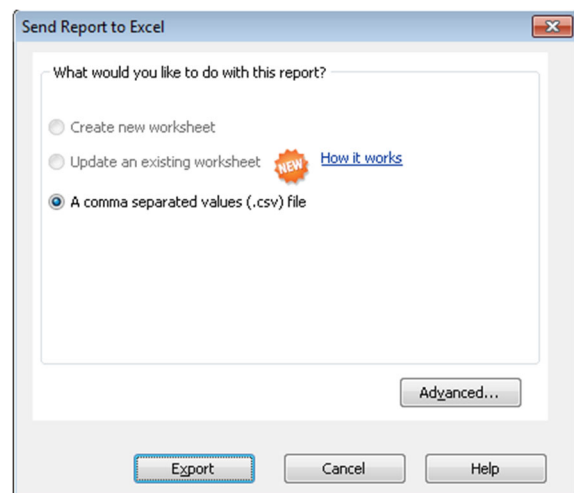 Send Report to Excel
What would you like to do with this report?
Create new worksheet
Update an existing worksheet NEW How it works
A comma separated values (.csv) file
Advanced...
Export Cancel Help